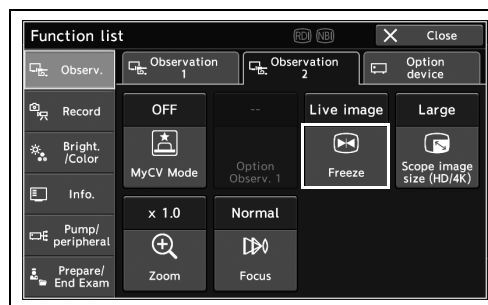 Function list
RDI NBI
X Close
Observ.
Record
Bright.
/Color
Info.
Pump/
peripheral
Prepare/
End Exam
Observation
1
Observation
2
Option
device
OFF
MyCV Mode
--
Option
Observ. 1
Live image
Freeze
Large
Scope image
size (HD/4K)
x 1.0
Zoom
Normal
Focus